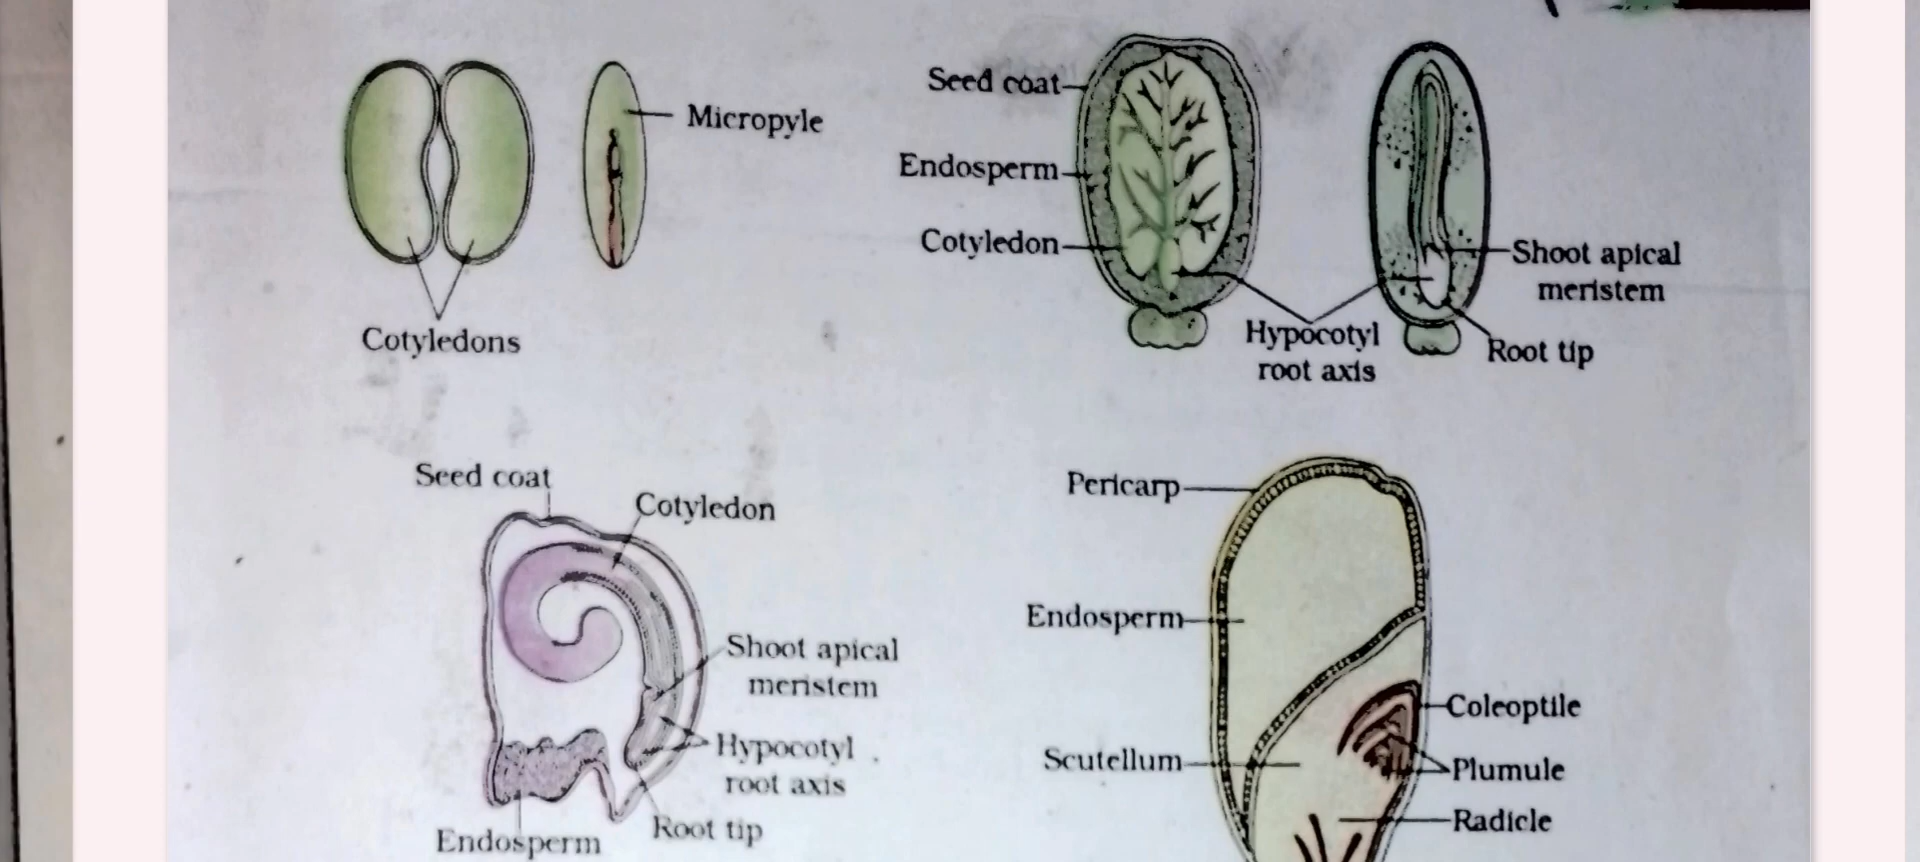 Micropyle
Cotyledons
Seed coat
Endosperm
Cotyledon
Hypocotyl
root axis
Shoot apical
meristem
Root tip
Seed coat
Cotyledon
Shoot apical
meristem
Hypocotyl
root axis
Root tip
Endosperm
Pericarp
Endosperm
Scutellum
Coleoptile
Plumule
Radicle